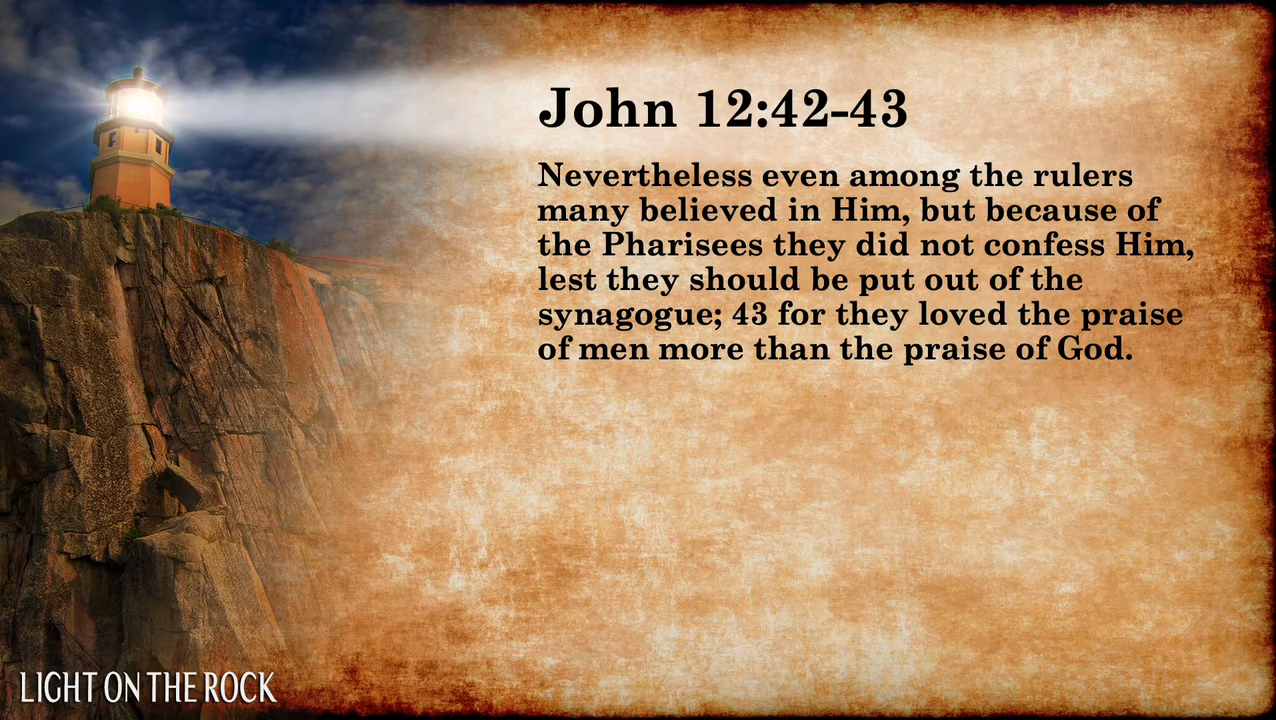 John 12:42-43
Nevertheless even among the rulers
many believed in Him, but because of
the Pharisees they did not confess Him,
lest they should be put out of the
synagogue; 43 for they loved the praise
of men more than the praise of God.
LIGHT ON THE ROCK